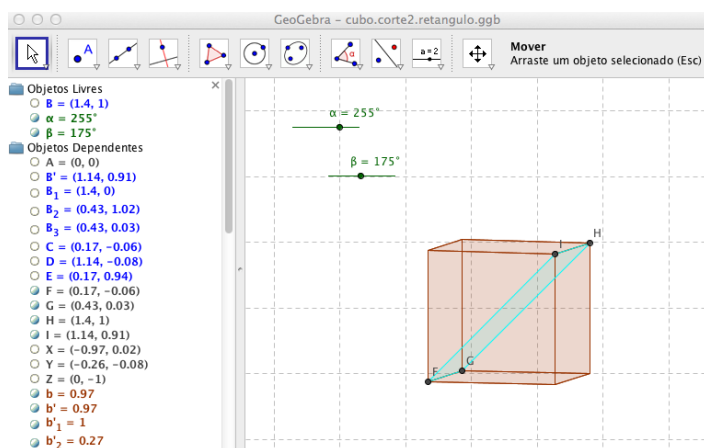 GeoGebra – cubo.corte2.retangulo.ggb
A
α
a = 2
Mover
Arraste um objeto selecionado (Esc)
Objetos Livres
B = (1.4, 1)
α = 255°
β = 175°
Objetos Dependentes
A = (0, 0)
B' = (1.14, 0.91)
B₁ = (1.4, 0)
B₂ = (0.43, 1.02)
B₃ = (0.43, 0.03)
C = (0.17, -0.06)
D = (1.14, -0.08)
E = (0.17, 0.94)
F = (0.17, -0.06)
G = (0.43, 0.03)
H = (1.4, 1)
I = (1.14, 0.91)
X = (-0.97, 0.02)
Y = (-0.26, -0.08)
Z = (0, -1)
b = 0.97
b' = 0.97
b'₁ = 1
b'₂ = 0.27
α = 255°
β = 175°
H
I
G
F